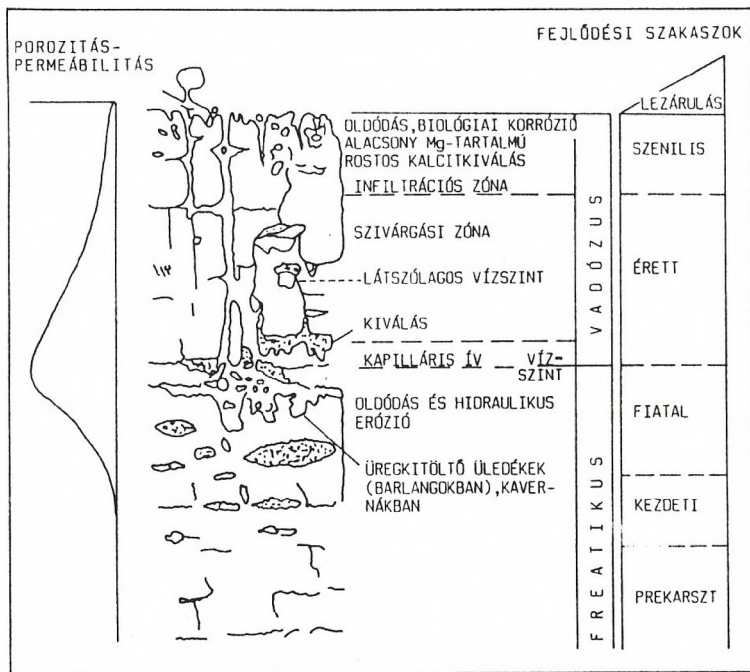 POROZITÁS-
PERMEÁBILITÁS
FEJLŐDÉSI SZAKASZOK
LEZÁRULÁS
OLDÓDÁS,BIOLÓGIAI KORRÓZIÓ
ALACSONY Mg-TARTALMÚ
ROSTOS KALCITKIVÁLÁS
INFILTRÁCIÓS ZÓNA
SZIVÁRGÁSI ZÓNA
LÁTSZÓLAGOS VÍZSZINT
KIVÁLÁS
KAPILLÁRIS ÍV VÍZ-
SZINT
OLDÓDÁS ÉS HIDRAULIKUS
ERÓZIÓ
ÜREGKITÖLTŐ ÜLEDÉKEK
(BARLANGOKBAN),KAVER-
NÁKBAN
VADÓZUS
FREATIKUS
SZENILIS
ÉRETT
FIATAL
KEZDETI
PREKARSZT